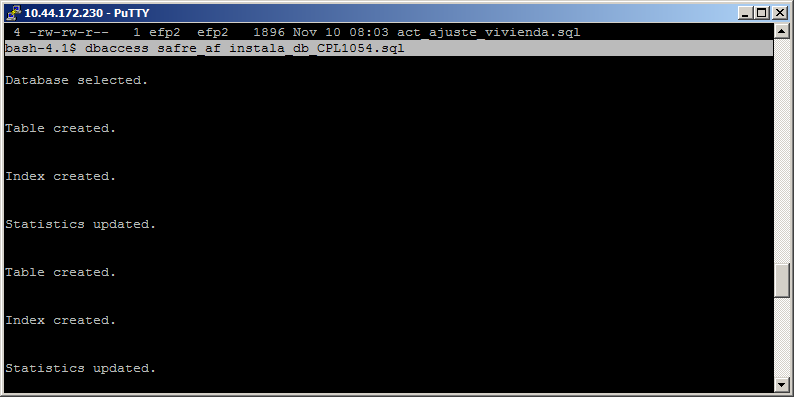 10.44.172.230 - PuTTY
4 -rw-rw-r-- 1 efp2 efp2 1896 Nov 10 08:03 act_ajuste_vivienda.sql
bash-4.1$ dbaccess safre_af instala_db_CPL1054.sql
Database selected.
Table created.
Index created.
Statistics updated.
Table created.
Index created.
Statistics updated.